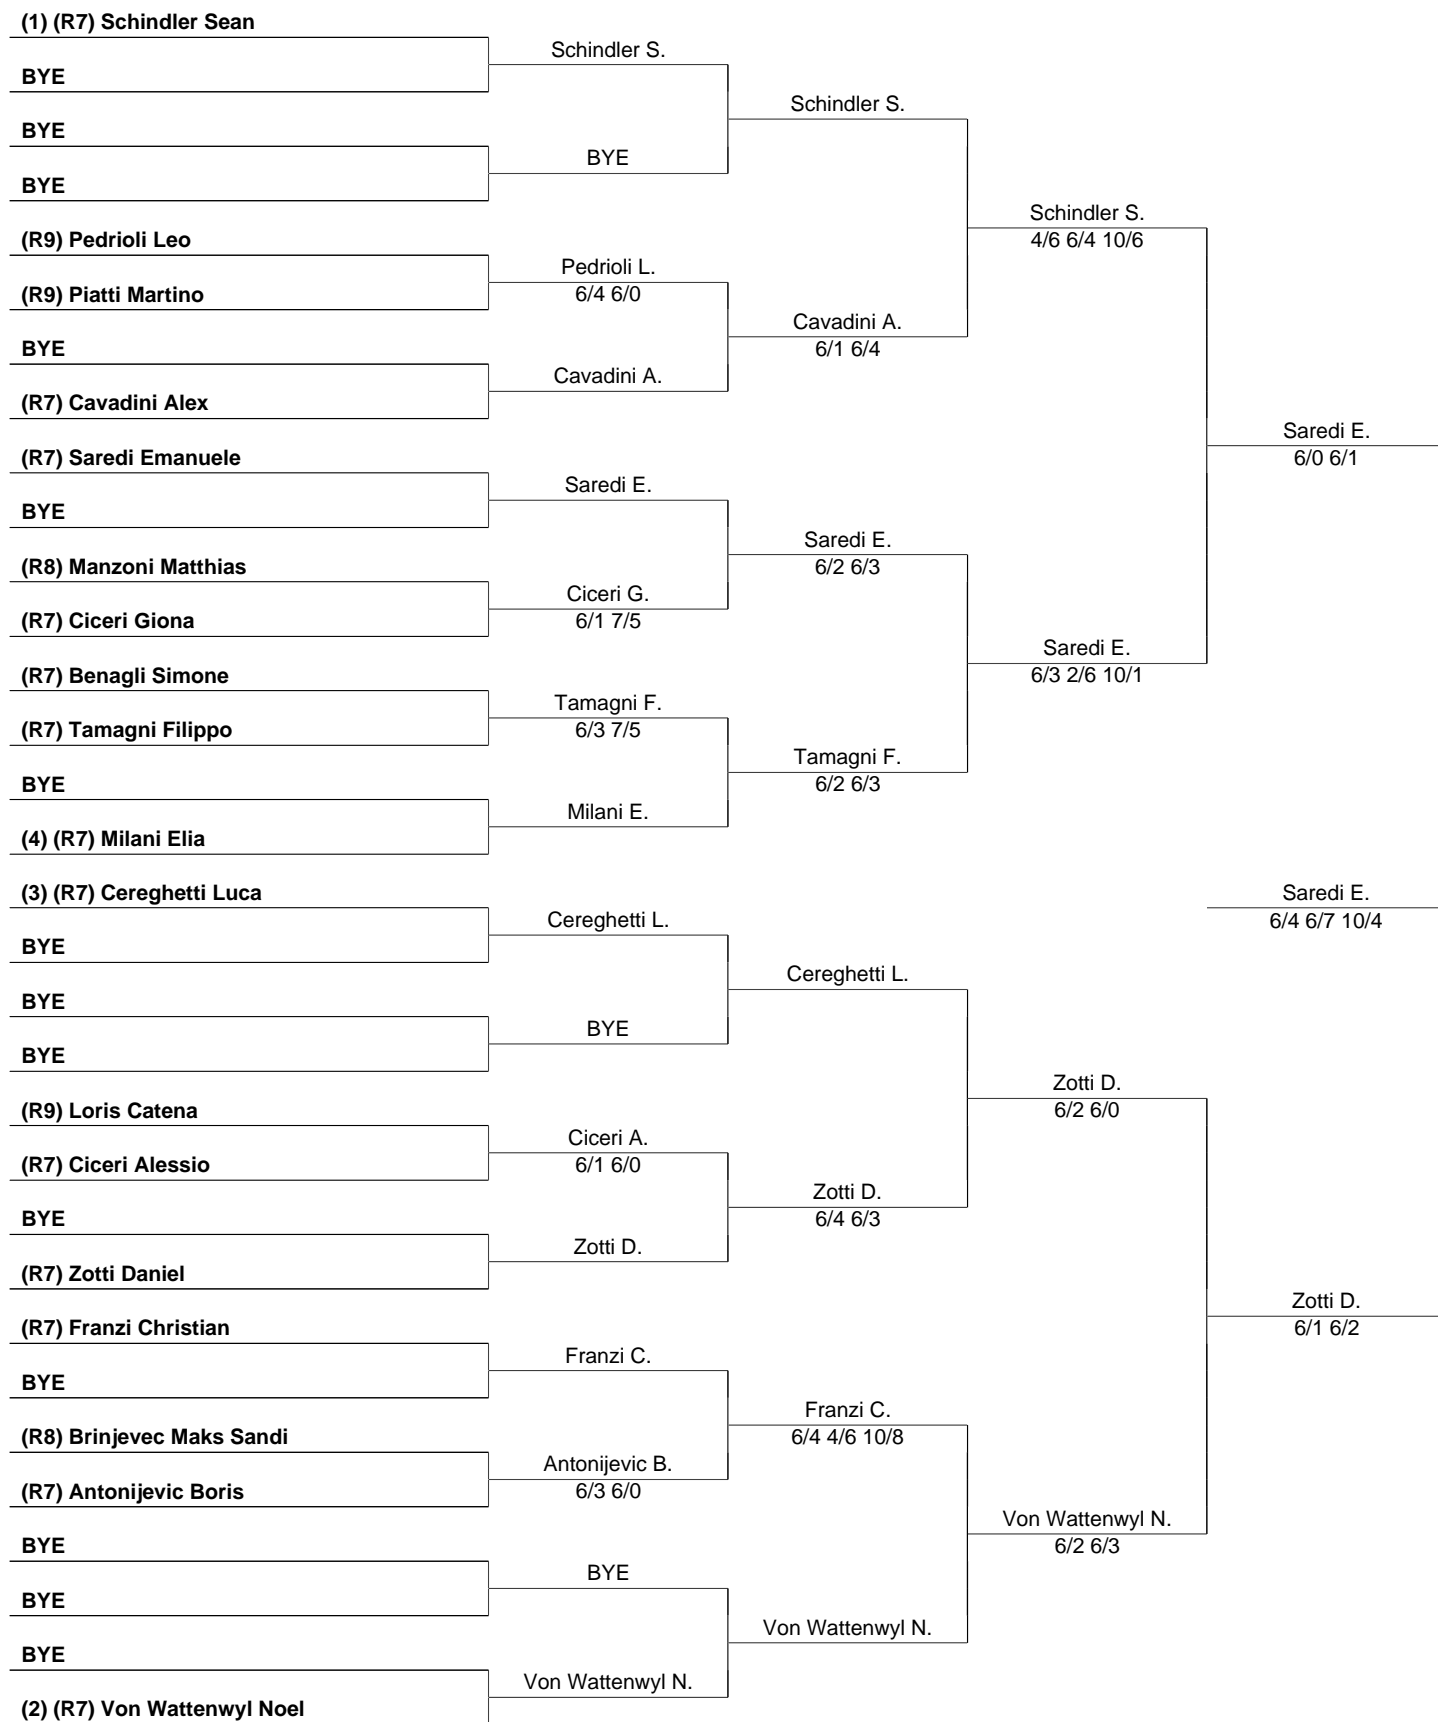 (1) (R7) Schindler Sean
BYE
BYE
BYE
(R9) Pedrioli Leo
(R9) Piatti Martino
BYE
(R7) Cavadini Alex
(R7) Saredi Emanuele
BYE
(R8) Manzoni Matthias
(R7) Ciceri Giona
(R7) Benagli Simone
(R7) Tamagni Filippo
BYE
(4) (R7) Milani Elia
(3) (R7) Cereghetti Luca
BYE
BYE
BYE
(R9) Loris Catena
(R7) Ciceri Alessio
BYE
(R7) Zotti Daniel
(R7) Franzi Christian
BYE
(R8) Brinjevec Maks Sandi
(R7) Antonijevic Boris
BYE
BYE
BYE
(2) (R7) Von Wattenwyl Noel
Schindler S.
BYE
Pedrioli L.
6/4 6/0
Cavadini A.
Saredi E.
Ciceri G.
6/1 7/5
Tamagni F.
6/3 7/5
Milani E.
Cereghetti L.
BYE
Ciceri A.
6/1 6/0
Zotti D.
Franzi C.
Antonijevic B.
6/3 6/0
BYE
Von Wattenwyl N.
Schindler S.
Cavadini A.
6/1 6/4
Saredi E.
6/2 6/3
Tamagni F.
6/2 6/3
Cereghetti L.
Zotti D.
6/4 6/3
Franzi C.
6/4 4/6 10/8
Von Wattenwyl N.
Schindler S.
4/6 6/4 10/6
Saredi E.
6/3 2/6 10/1
Zotti D.
6/2 6/0
Von Wattenwyl N.
6/2 6/3
Saredi E.
6/0 6/1
Saredi E.
6/4 6/7 10/4
Zotti D.
6/1 6/2